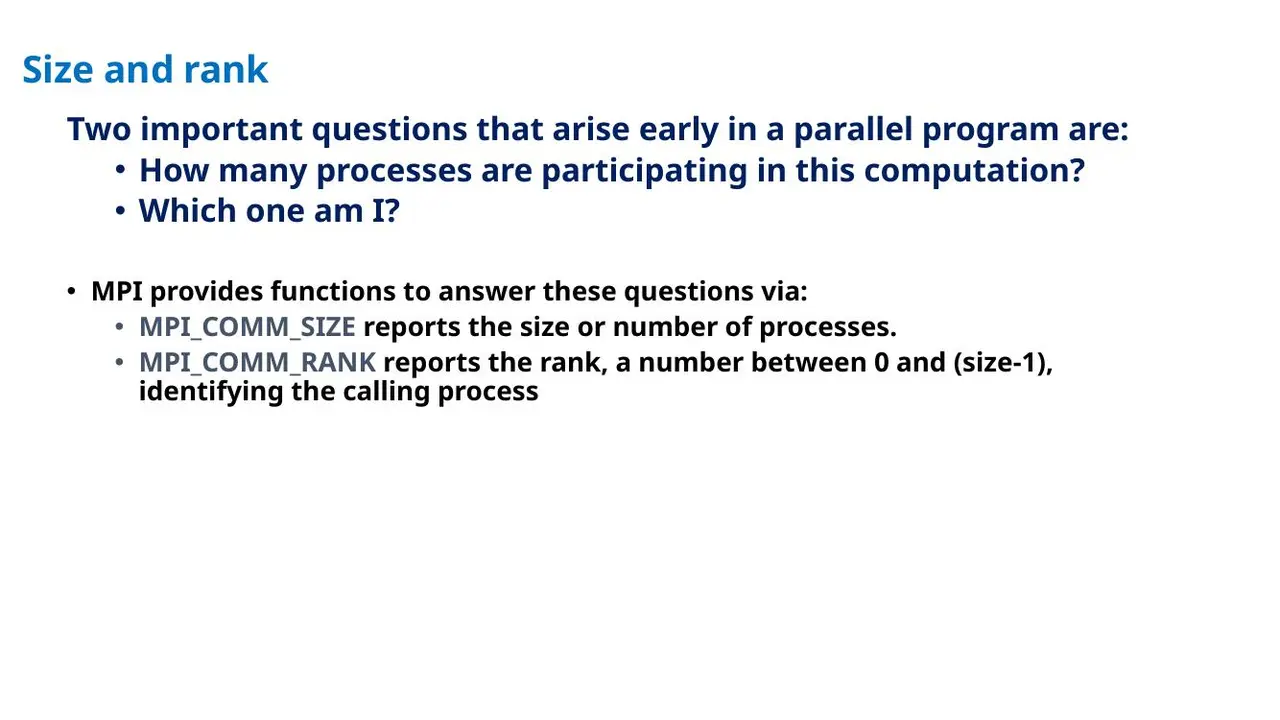 Size and rank
Two important questions that arise early in a parallel program are:
• How many processes are participating in this computation?
• Which one am I?
• MPI provides functions to answer these questions via:
• MPI_COMM_SIZE reports the size or number of processes.
• MPI_COMM_RANK reports the rank, a number between 0 and (size-1),
identifying the calling process